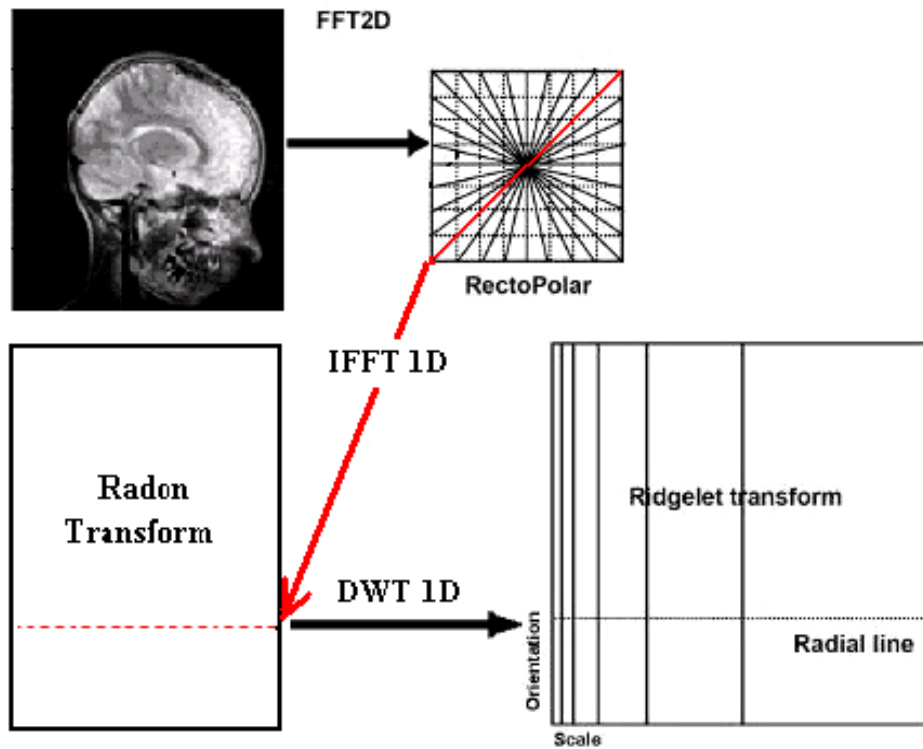 FFT2D
RectoPolar
IFFT 1D
Radon
Transform
DWT 1D
Ridgelet transform
Radial line
Orientation
Scale